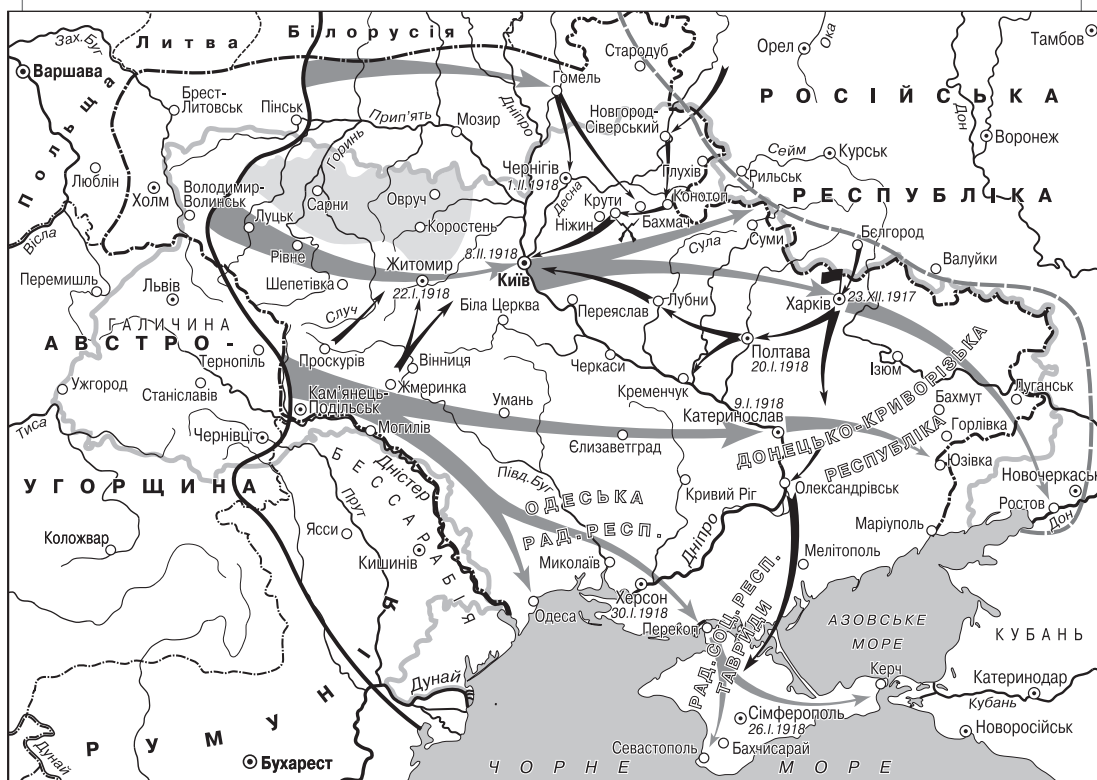 Литва
Білорусія
Зах.Буг
Варшава
Польща
Брест-
Литовськ
Пінськ
Прип'ять
Мозир
Дніпро
Гомель
Стародуб
Новгород-
Сіверський
Орел
Ока
Тамбов
РОСІЙСЬКА
Дон
Воронеж
Сейм
Курськ
РЕСПУБЛІКА
Люблін
Холм
Володимир-
Волинськ
Луцьк
Горинь
Сарни
Овруч
Коростень
Чернігів
1.ІІ.1918
Десна
Глухів
Рильськ
Крути
Конотоп
Ніжин
Бахмач
Вісла
Рівне
Житомир
8.ІІ.1918
Київ
Сула
Суми
Бєлгород
Валуйки
Перемишль
Львів
Шепетівка
22.І.1918
Случ
Біла Церква
Переяслав
Лубни
Харків
23.ХІІ.1917
ГАЛИЧИНА
АВСТРО-
Тернопіль
Проскурів
Вінниця
Жмеринка
Черкаси
Полтава
20.І.1918
Ізюм
Луганськ
Ужгород
Станіславів
Кам'янець-
Подільськ
Умань
Кременчук
9.І.1918
Катеринослав
Бахмут
Горлівка
ДОНЕЦЬКО-КРИВОРІЗЬКА
РЕСПУБЛІКА
Тиса
Чернівці
Могилів
Єлизаветград
Юзівка
УГОРЩИНА
БЕССАРАБІЯ
Дністер
Прут
Півд.Буг
ОДЕСЬКА
РАД.РЕСП.
Кривий Ріг
Олександрівськ
Новочеркаськ
Ростов
Дон
Коложвар
Ясси
Кишинів
Маріуполь
Миколаїв
Дніпро
Мелітополь
Одеса
Херсон
30.І.1918
Перекоп
РАД.СОЦ.РЕСП.
ТАВРИДИ
АЗОВСЬКЕ
МОРЕ
КУБАНЬ
Дунай
Керч
Катеринодар
Кубань
Новоросійськ
РУМУНІЯ
Дунай
Бухарест
Сімферополь
26.І.1918
Севастополь
Бахчисарай
ЧОРНЕ МОРЕ